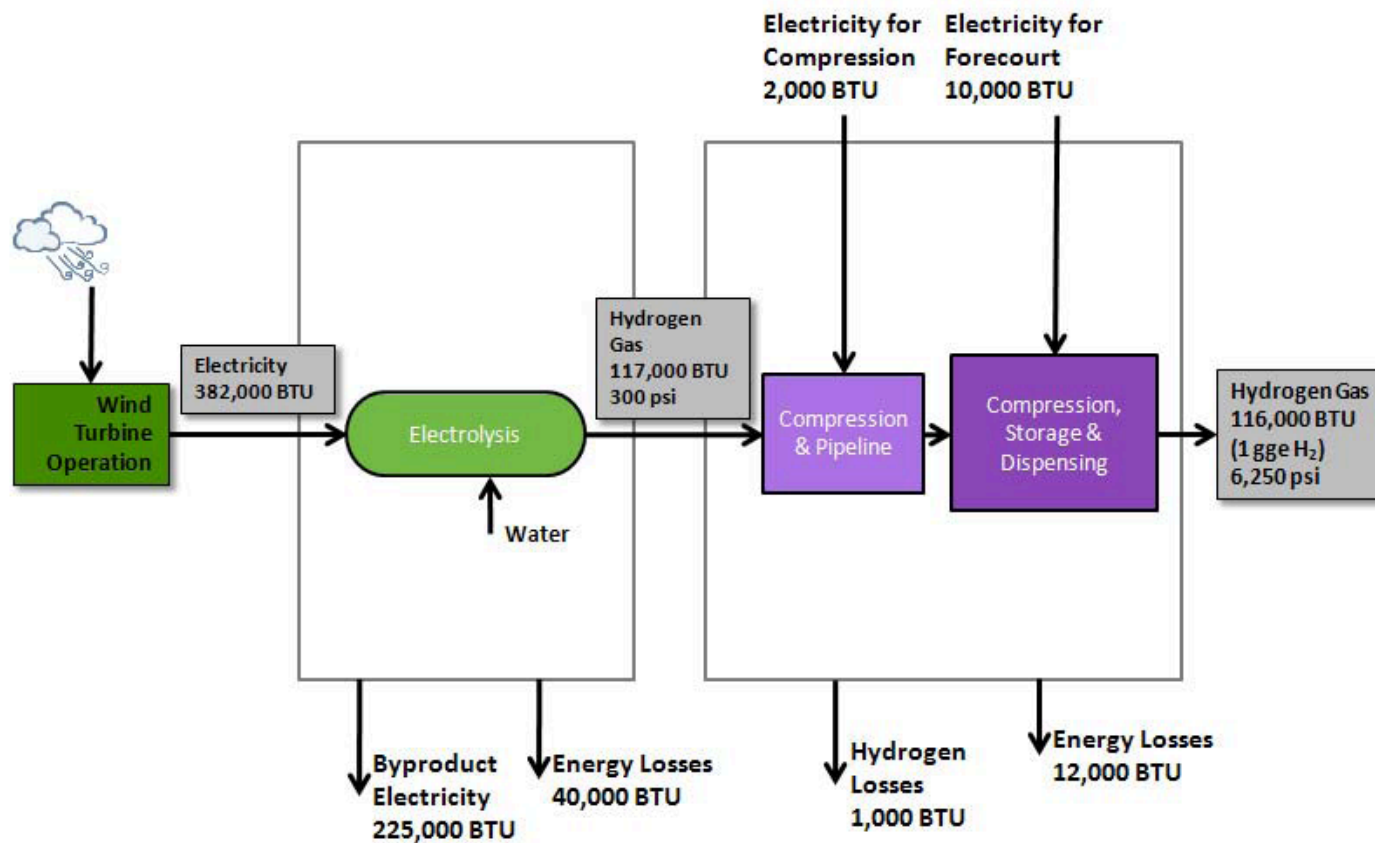 Electricity for
Compression
2,000 BTU
Electricity for
Forecourt
10,000 BTU
Wind
Turbine
Operation
Electricity
382,000 BTU
Electrolysis
Water
Hydrogen
Gas
117,000 BTU
300 psi
Compression
& Pipeline
Compression,
Storage &
Dispensing
Hydrogen Gas
116,000 BTU
(1 gge H₂)
6,250 psi
Byproduct
Electricity
225,000 BTU
Energy Losses
40,000 BTU
Hydrogen
Losses
1,000 BTU
Energy Losses
12,000 BTU